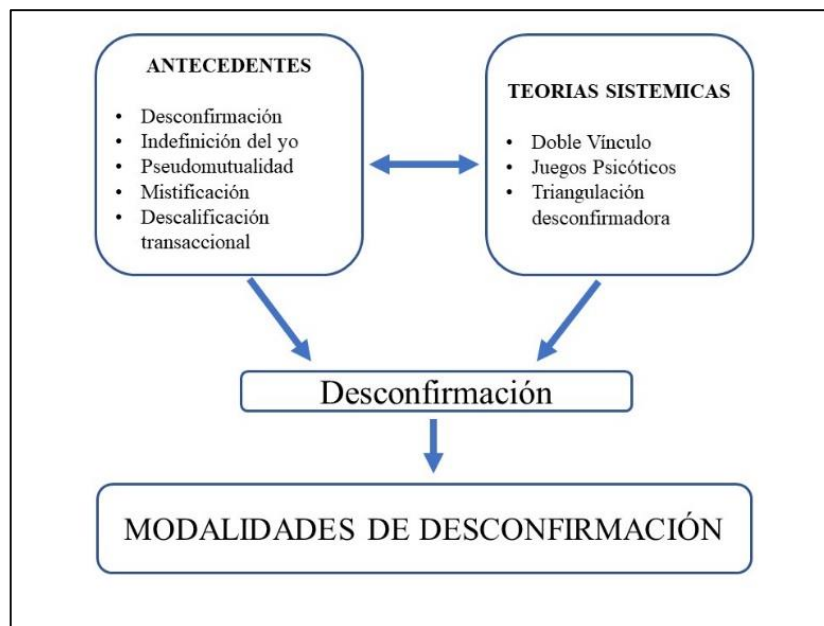 ANTECEDENTES
• Desconfirmación
• Indefinición del yo
• Pseudomutualidad
• Mistificación
• Descalificación
transaccional
TEORIAS SISTEMICAS
• Doble Vínculo
• Juegos Psicóticos
• Triangulación
desconfirmadora
Desconfirmación
MODALIDADES DE DESCONFIRMACIÓN